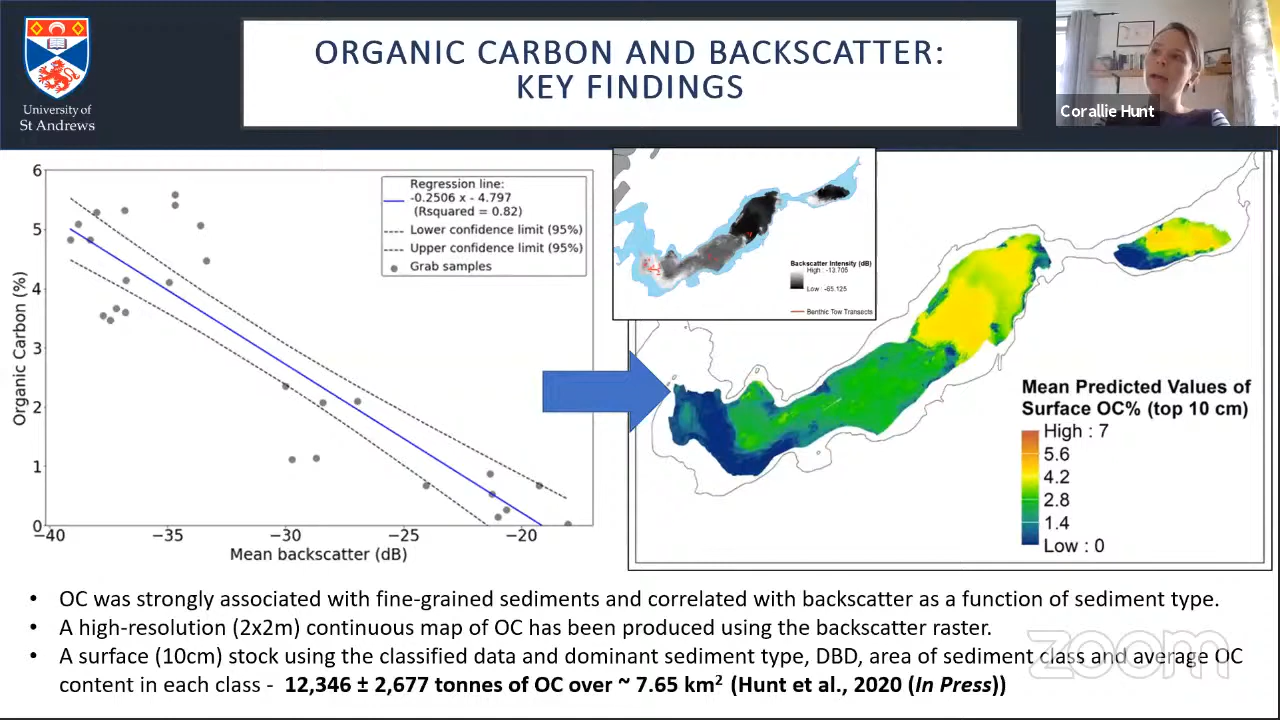 University of
St Andrews
ORGANIC CARBON AND BACKSCATTER:
KEY FINDINGS
Corallie Hunt
Organic Carbon (%)
6
5
4
3
2
1
0
−40
−35
−30
−25
−20
Mean backscatter (dB)
Regression line:
-0.2506 x - 4.797
(Rsquared = 0.82)
Lower confidence limit (95%)
Upper confidence limit (95%)
Grab samples
Backscatter Intensity (dB)
High : -13.705
Low : -65.125
Benthic Tow Transects
Mean Predicted Values of
Surface OC% (top 10 cm)
High : 7
5.6
4.2
2.8
1.4
Low : 0
• OC was strongly associated with fine-grained sediments and correlated with backscatter as a function of sediment type.
• A high-resolution (2x2m) continuous map of OC has been produced using the backscatter raster.
• A surface (10cm) stock using the classified data and dominant sediment type, DBD, area of sediment class and average OC
content in each class - 12,346 ± 2,677 tonnes of OC over ~ 7.65 km² (Hunt et al., 2020 (In Press))
zoom